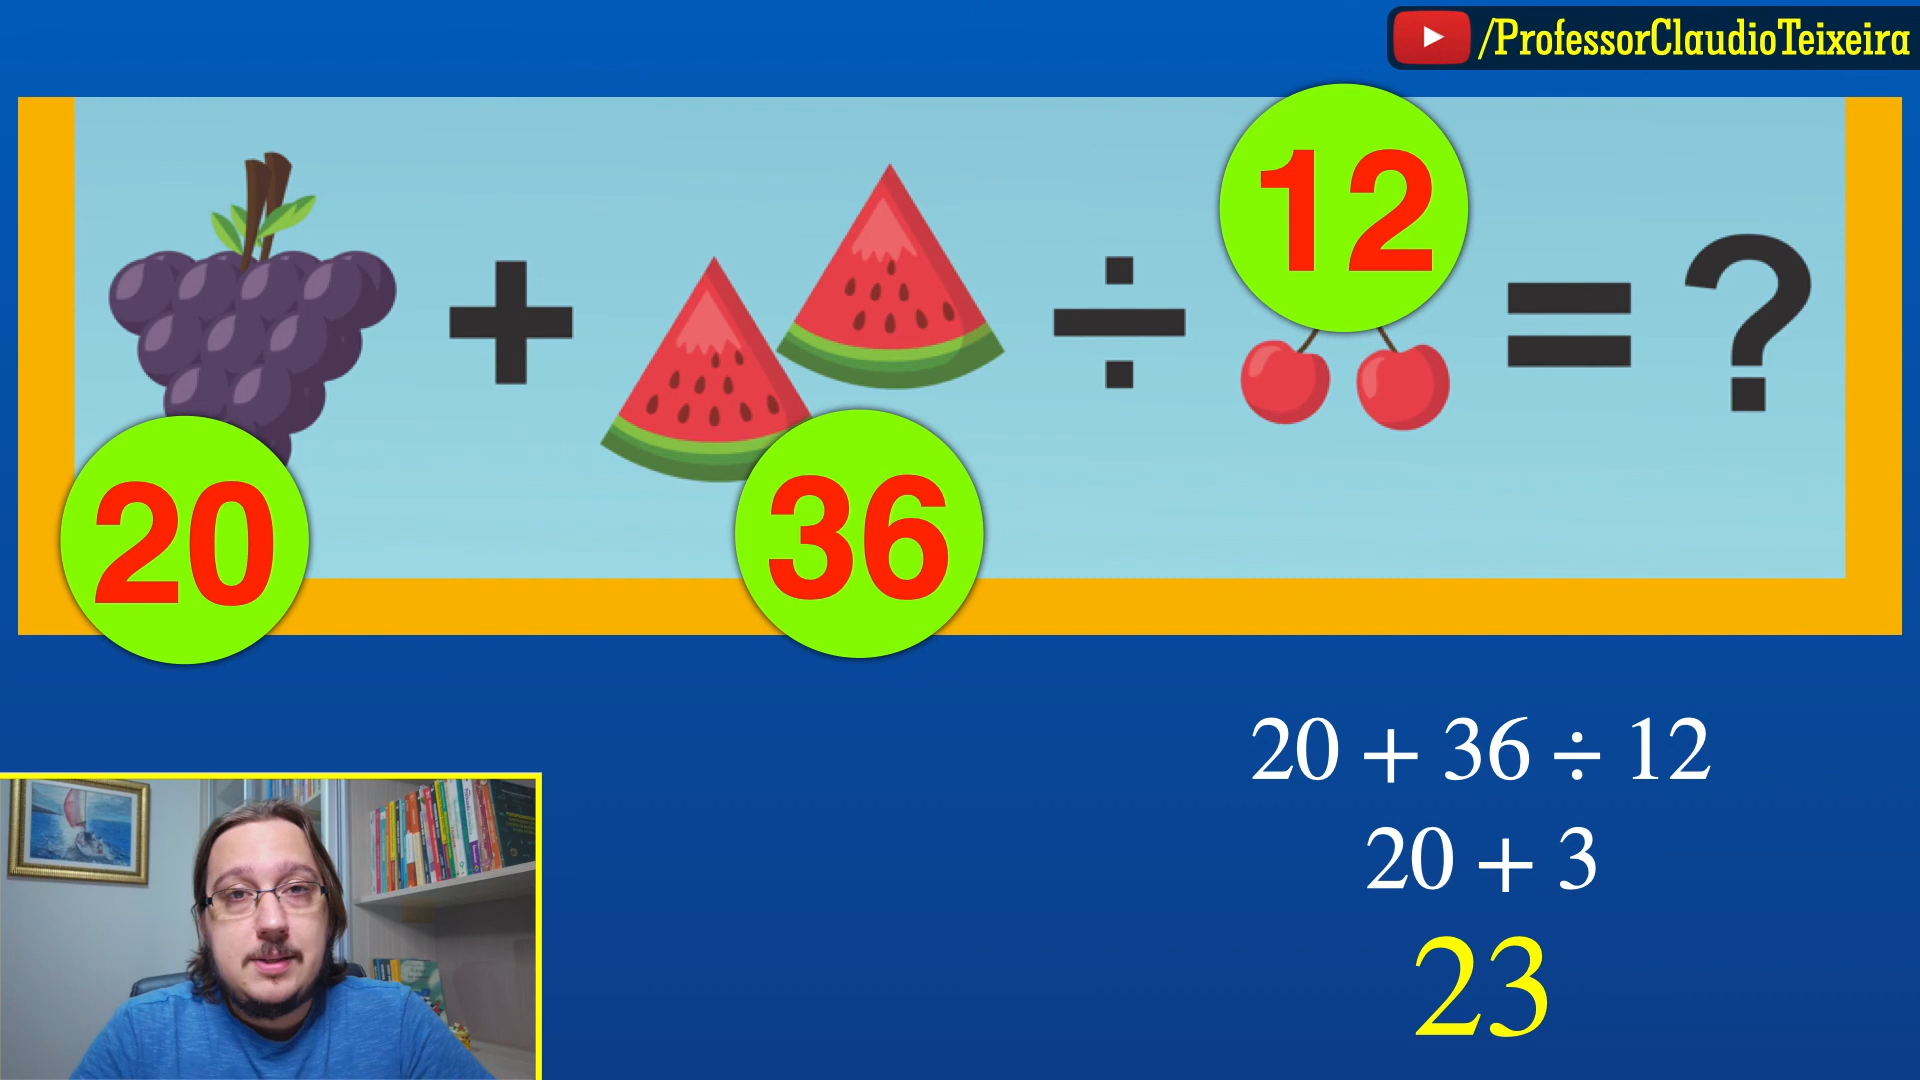 /ProfessorClaudioTeixeira
12
+ ÷ = ?
20
36
20 + 36 ÷ 12
20 + 3
23